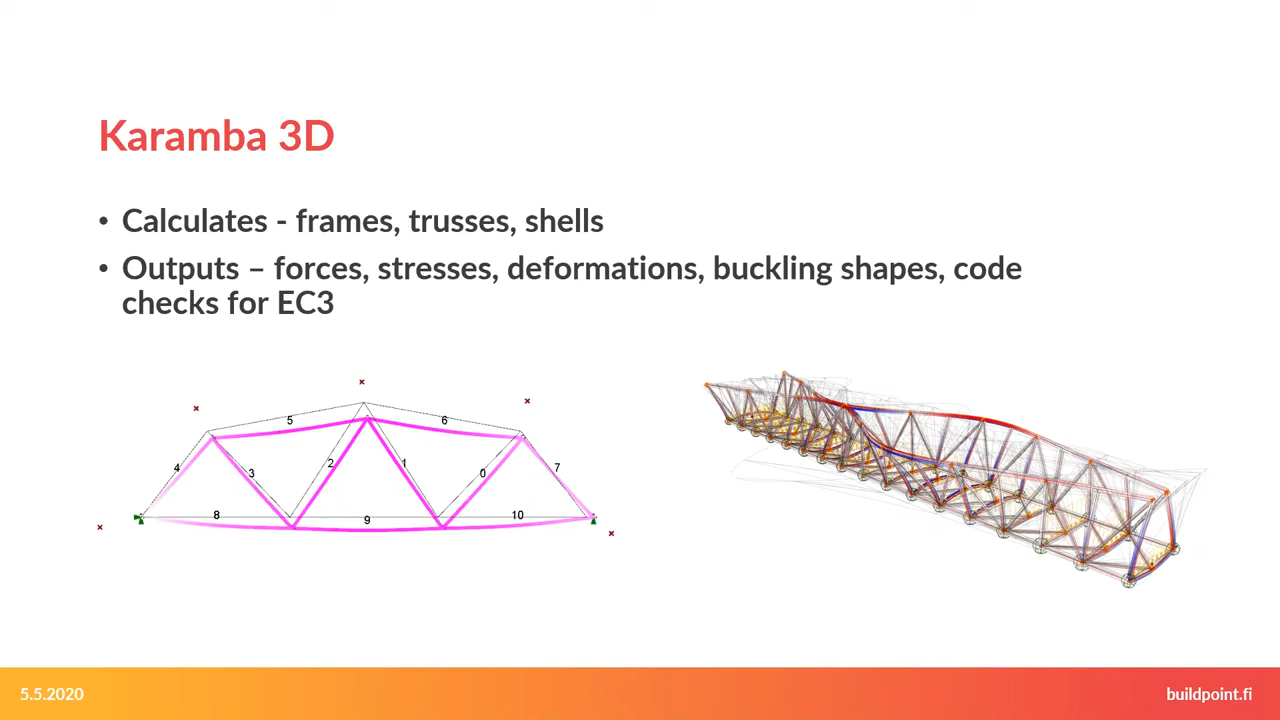 Karamba 3D
• Calculates - frames, trusses, shells
• Outputs – forces, stresses, deformations, buckling shapes, code
checks for EC3
5
6
4
3
2
1
0
7
8
9
10
5.5.2020
buildpoint.fi